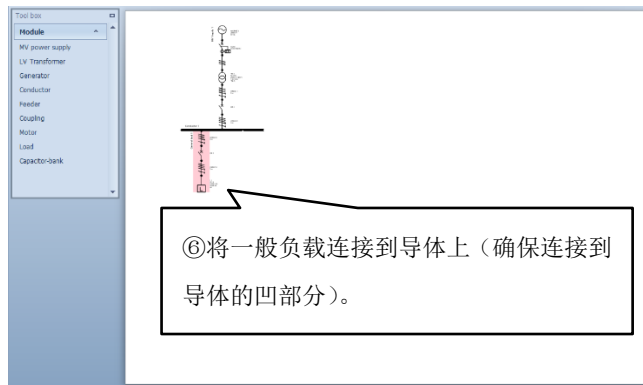 Tool box
Module
MV power supply
LV Transformer
Generator
Conductor
Feeder
Coupling
Motor
Load
Capacitor-bank
⑥将一般负载连接到导体上（确保连接到
导体的凹部分）。